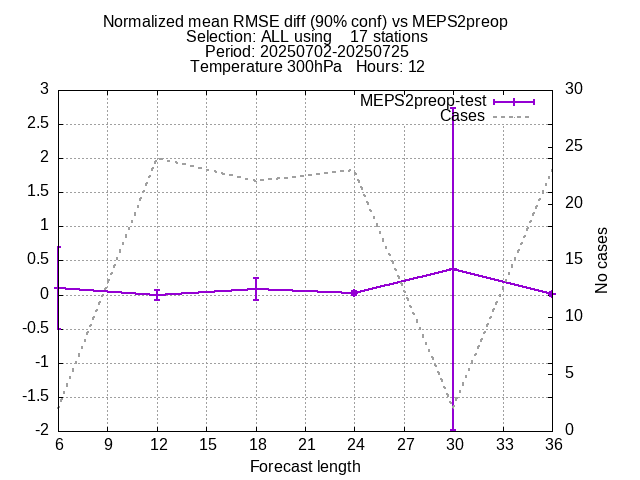 Normalized mean RMSE diff (90% conf) vs MEPS2preop
Selection: ALL using    17 stations
Period: 20250702-20250725
Temperature 300hPa   Hours: 12
MEPS2preop-test
Cases
3
2.5
2
1.5
1
0.5
0
-0.5
-1
-1.5
-2
30
25
20
15
10
5
0
No cases
6 9 12 15 18 21 24 27 30 33 36
Forecast length